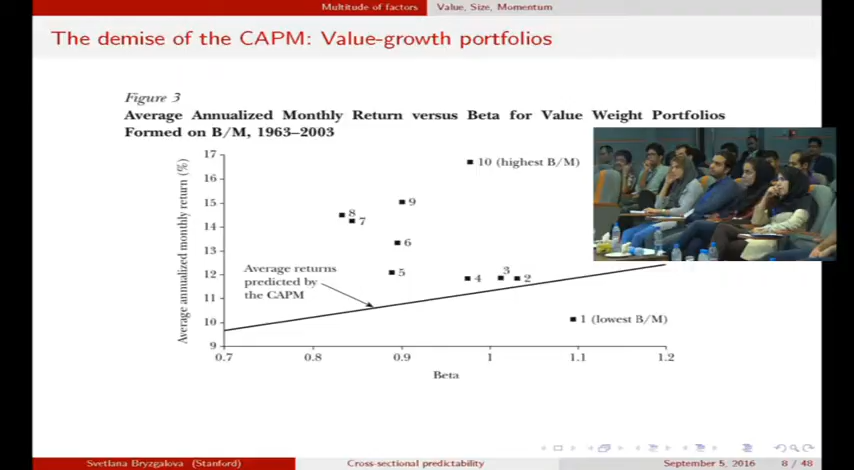 Multitude of factors Value, Size, Momentum
The demise of the CAPM: Value-growth portfolios
Figure 3
Average Annualized Monthly Return versus Beta for Value Weight Portfolios
Formed on B/M, 1963–2003
Average annualized monthly return (%)
17
16
15
14
13
12
11
10
9
10 (highest B/M)
9
8
7
6
5
4
3
2
1 (lowest B/M)
Average returns
predicted by
the CAPM
0.7 0.8 0.9 1 1.1 1.2
Beta
Svetlana Bryzgalova (Stanford) Cross-sectional predictability September 5, 2016 8 / 48